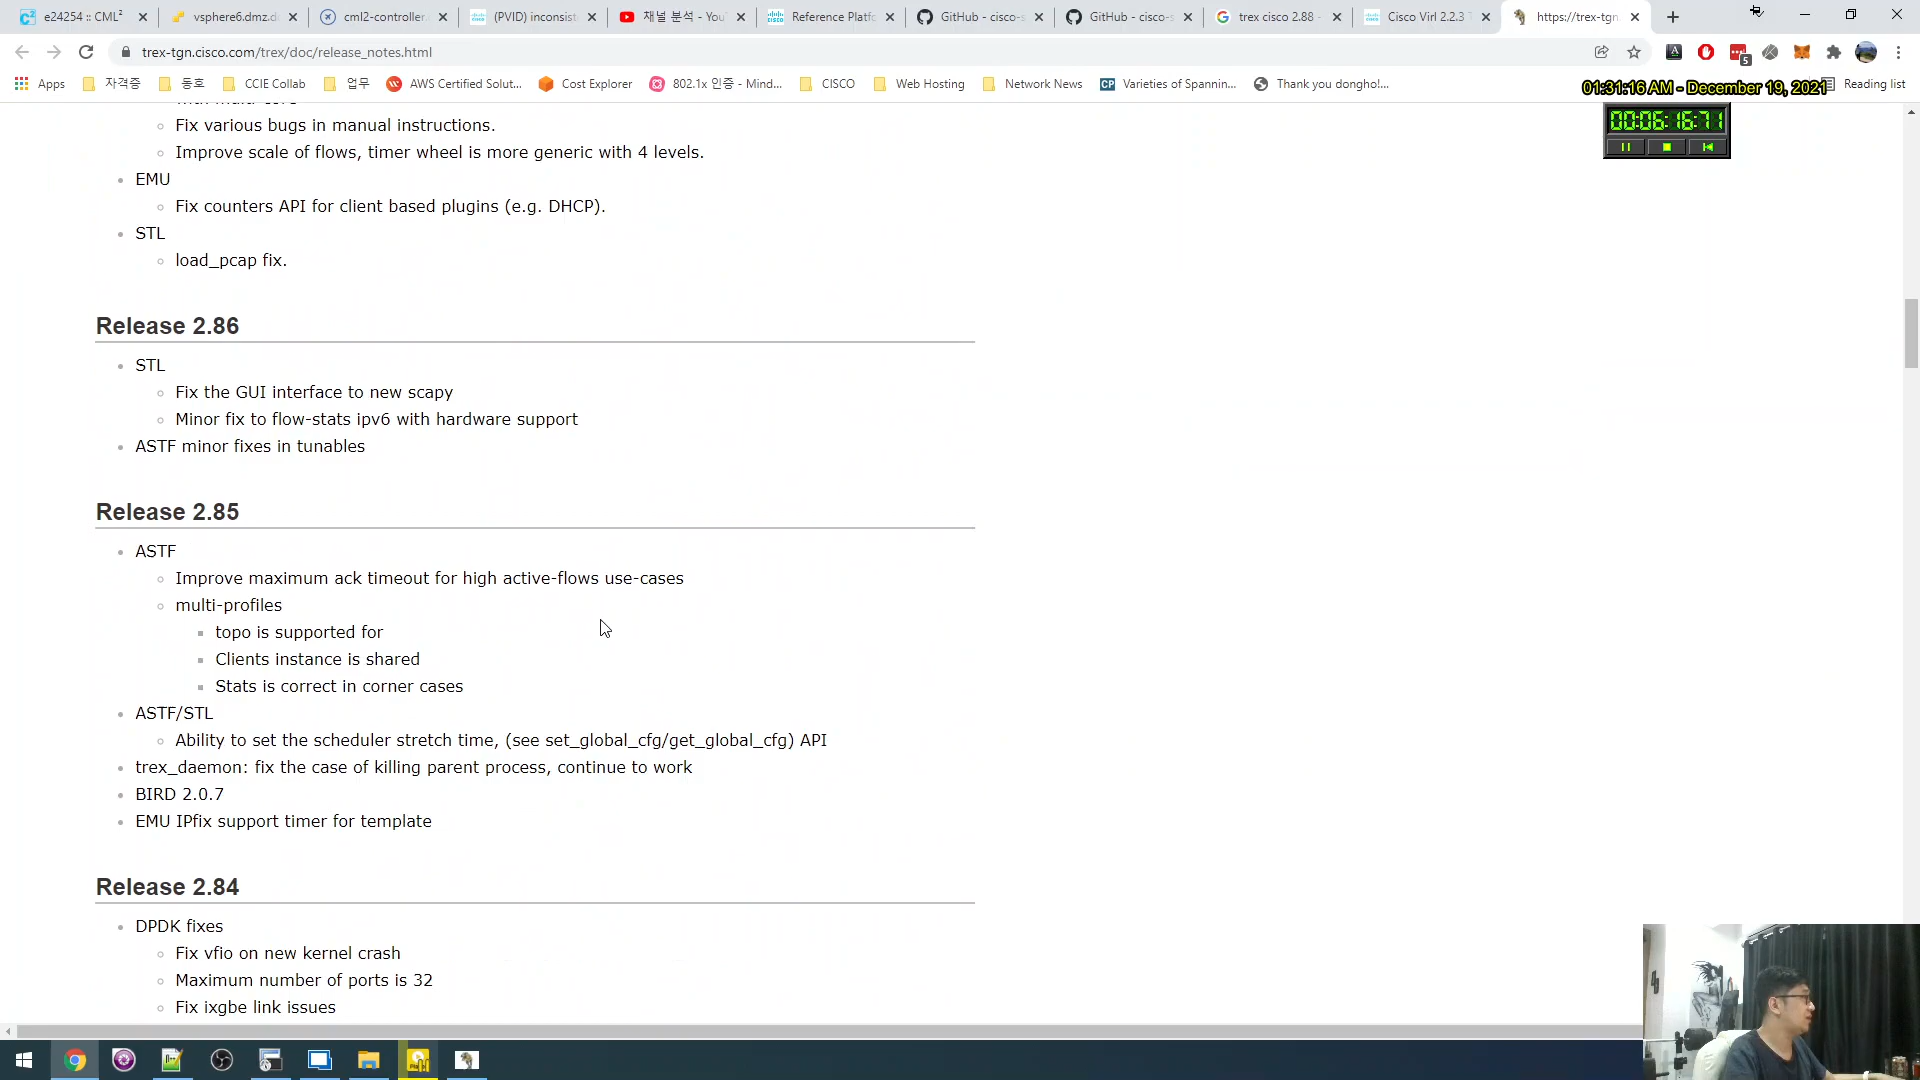 e24254 :: CML²
vsphere6.dmz.d
cml2-controller.
(PVID) inconsist
채널 분석 - You
Reference Platfo
GitHub - cisco-s
GitHub - cisco-s
trex cisco 2.88 -
Cisco Virl 2.2.3 T
https://trex-tgn.
trex-tgn.cisco.com/trex/doc/release_notes.html
5
Apps
자격증
동호
CCIE Collab
업무
AWS Certified Solut...
Cost Explorer
802.1x 인증 - Mind...
CISCO
Web Hosting
Network News
CP
Varieties of Spannin...
Thank you dongho!...
Reading list
01:31:16 AM - December 19, 2021
00:06:16:71
Fix various bugs in manual instructions.
Improve scale of flows, timer wheel is more generic with 4 levels.
EMU
Fix counters API for client based plugins (e.g. DHCP).
STL
load_pcap fix.
Release 2.86
STL
Fix the GUI interface to new scapy
Minor fix to flow-stats ipv6 with hardware support
ASTF minor fixes in tunables
Release 2.85
ASTF
Improve maximum ack timeout for high active-flows use-cases
multi-profiles
topo is supported for
Clients instance is shared
Stats is correct in corner cases
ASTF/STL
Ability to set the scheduler stretch time, (see set_global_cfg/get_global_cfg) API
trex_daemon: fix the case of killing parent process, continue to work
BIRD 2.0.7
EMU IPfix support timer for template
Release 2.84
DPDK fixes
Fix vfio on new kernel crash
Maximum number of ports is 32
Fix ixgbe link issues